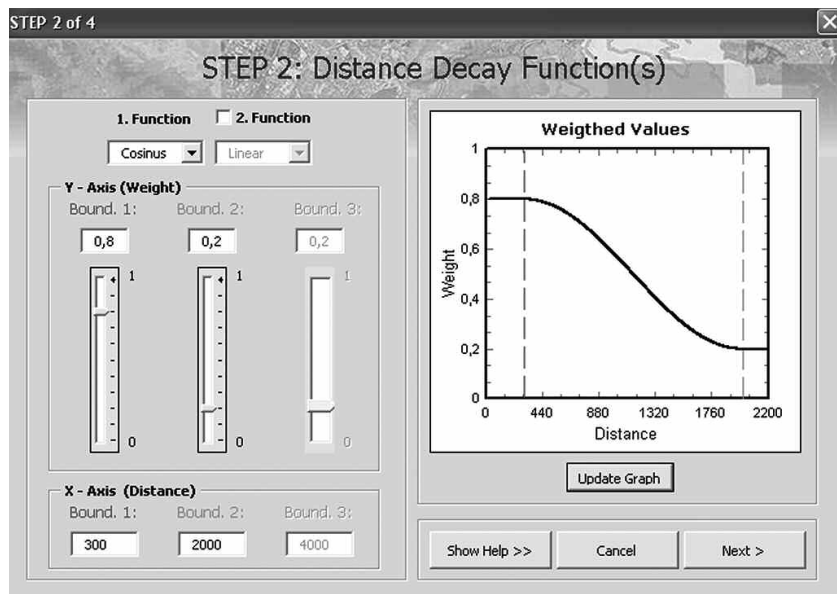 STEP 2 of 4
STEP 2: Distance Decay Function(s)
1. Function
2. Function
Cosinus
Linear
Y - Axis (Weight)
Bound. 1:
Bound. 2:
Bound. 3:
0,8
0,2
0,2
1
1
1
0
0
0
X - Axis (Distance)
Bound. 1:
Bound. 2:
Bound. 3:
300
2000
4000
Weigthed Values
Weight
1
0,8
0,6
0,4
0,2
0
0
440
880
1320
1760
2200
Distance
Update Graph
Show Help >>
Cancel
Next >